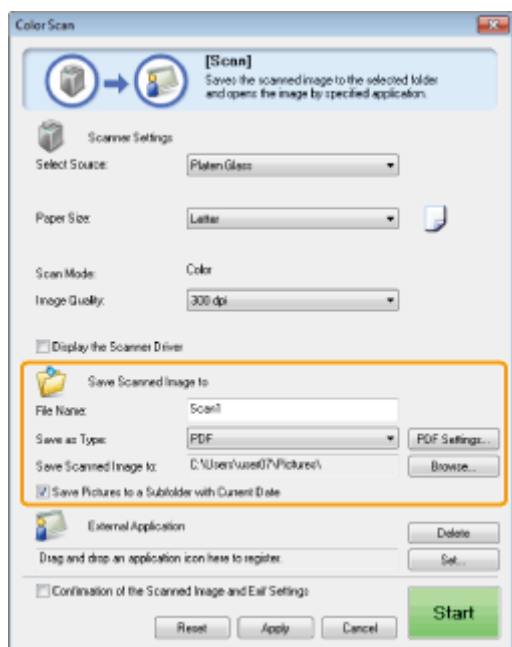 Color Scan
[Scan]
Saves the scanned image to the selected folder
and opens the image by specified application.
Scanner Settings
Select Source: Platen Glass
Paper Size: Letter
Scan Mode: Color
Image Quality: 300 dpi
Display the Scanner Driver
Save Scanned Image to
File Name: Scan1
Save as Type: PDF PDF Settings...
Save Scanned Image to: C:\Users\user07\Pictures\ Browse...
Save Pictures to a Subfolder with Current Date
External Application Delete
Drag and drop an application icon here to register. Set...
Confirmation of the Scanned Image and Exif Settings
Start
Reset Apply Cancel